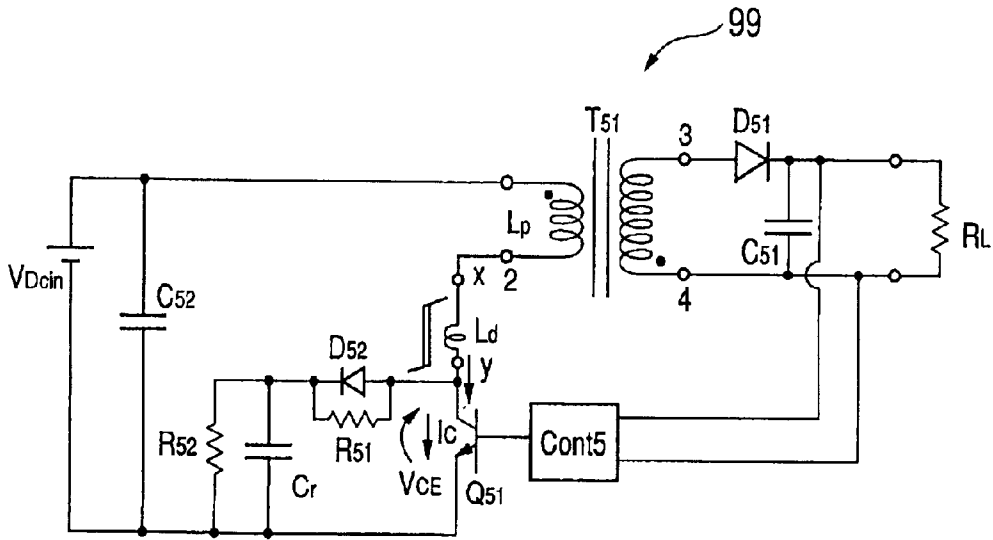 99
T51
3
D51
Lp
VDcin
C52
x
2
4
C51
RL
Ld
D52
y
R52
Cr
R51
Ic
VCE
Q51
Cont5